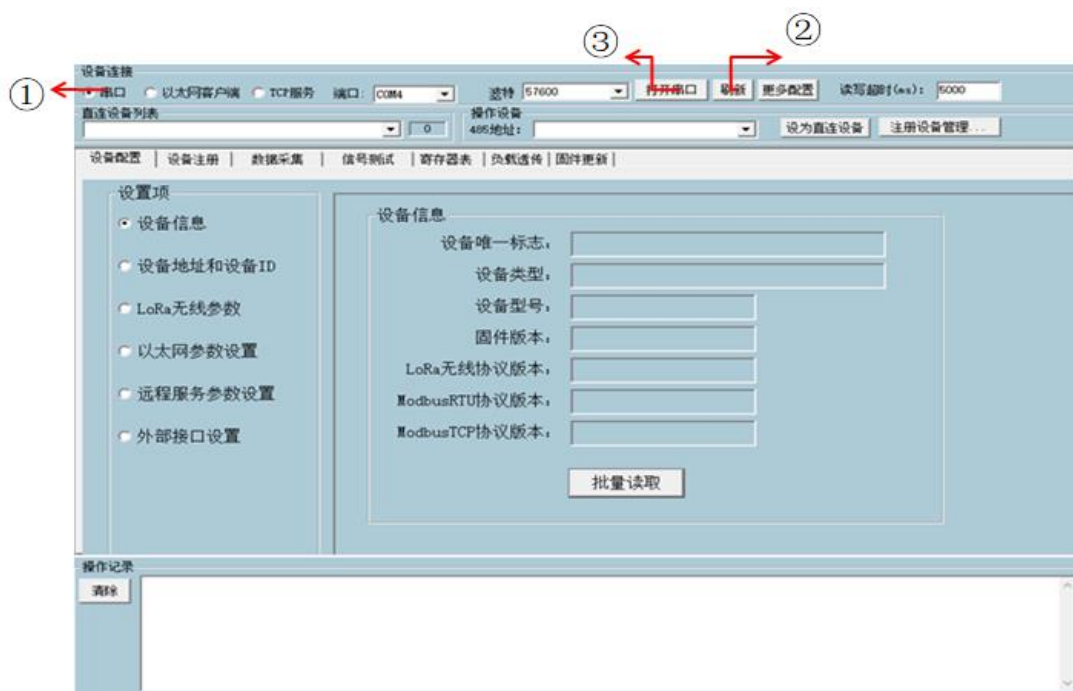 ③ ②
设备连接
① 串口 以太网客户端 TCP服务 端口: COM4 波特 57600 打开串口 刷新 更多配置 读写超时(ms): 5000
直连设备列表 操作设备
0 485地址: 设为直连设备 注册设备管理...
设备配置 | 设备注册 | 数据采集 | 信号测试 | 寄存器表 | 负载透传 | 固件更新 |
设置项
设备信息
设备信息
设备唯一标志:
设备地址和设备ID
设备类型:
LoRa无线参数
设备型号:
以太网参数设置
固件版本:
LoRa无线协议版本:
远程服务参数设置
ModbusRTU协议版本:
外部接口设置
ModbusTCP协议版本:
批量读取
操作记录
清除